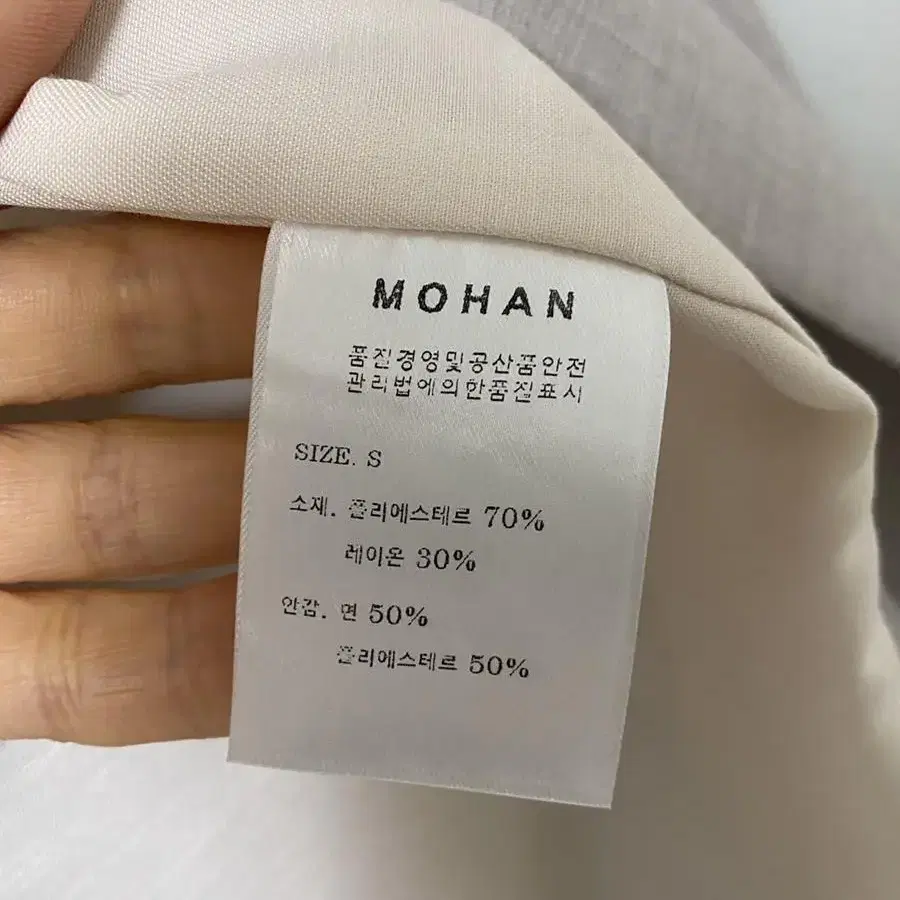 MOHAN
품질경영및공산품안전
관리법에의한품질표시
SIZE. S
소재. 폴리에스테르 70%
레이온 30%
안감. 면 50%
폴리에스테르 50%